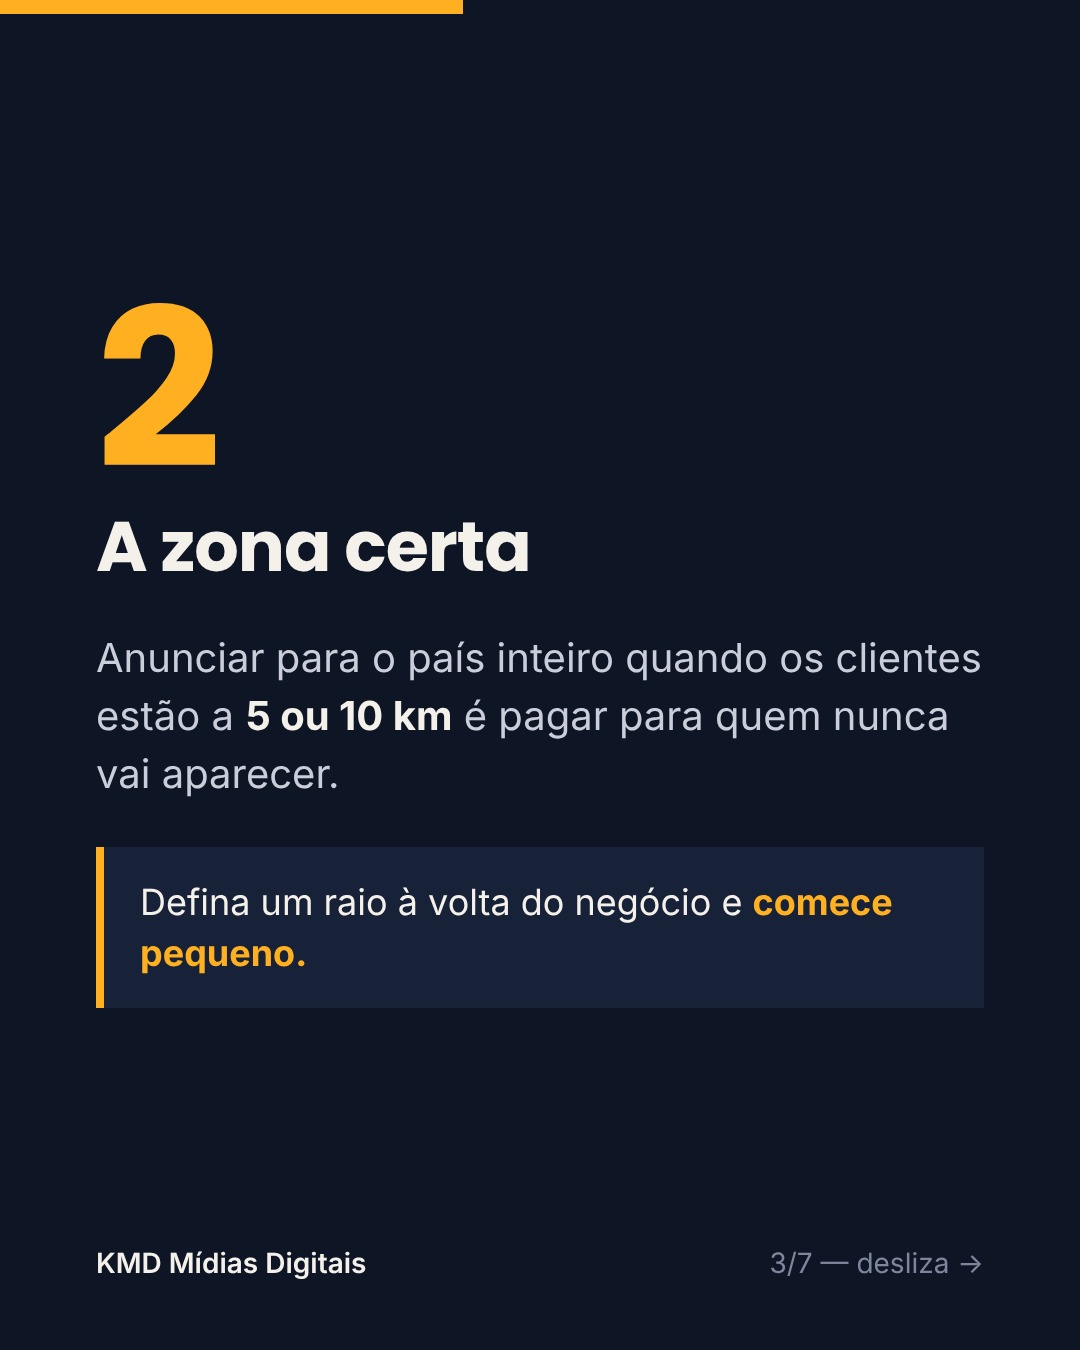 2
A zona certa
Anunciar para o país inteiro quando os clientes
estão a 5 ou 10 km é pagar para quem nunca
vai aparecer.
Defina um raio à volta do negócio e comece
pequeno.
KMD Mídias Digitais
3/7 — desliza →